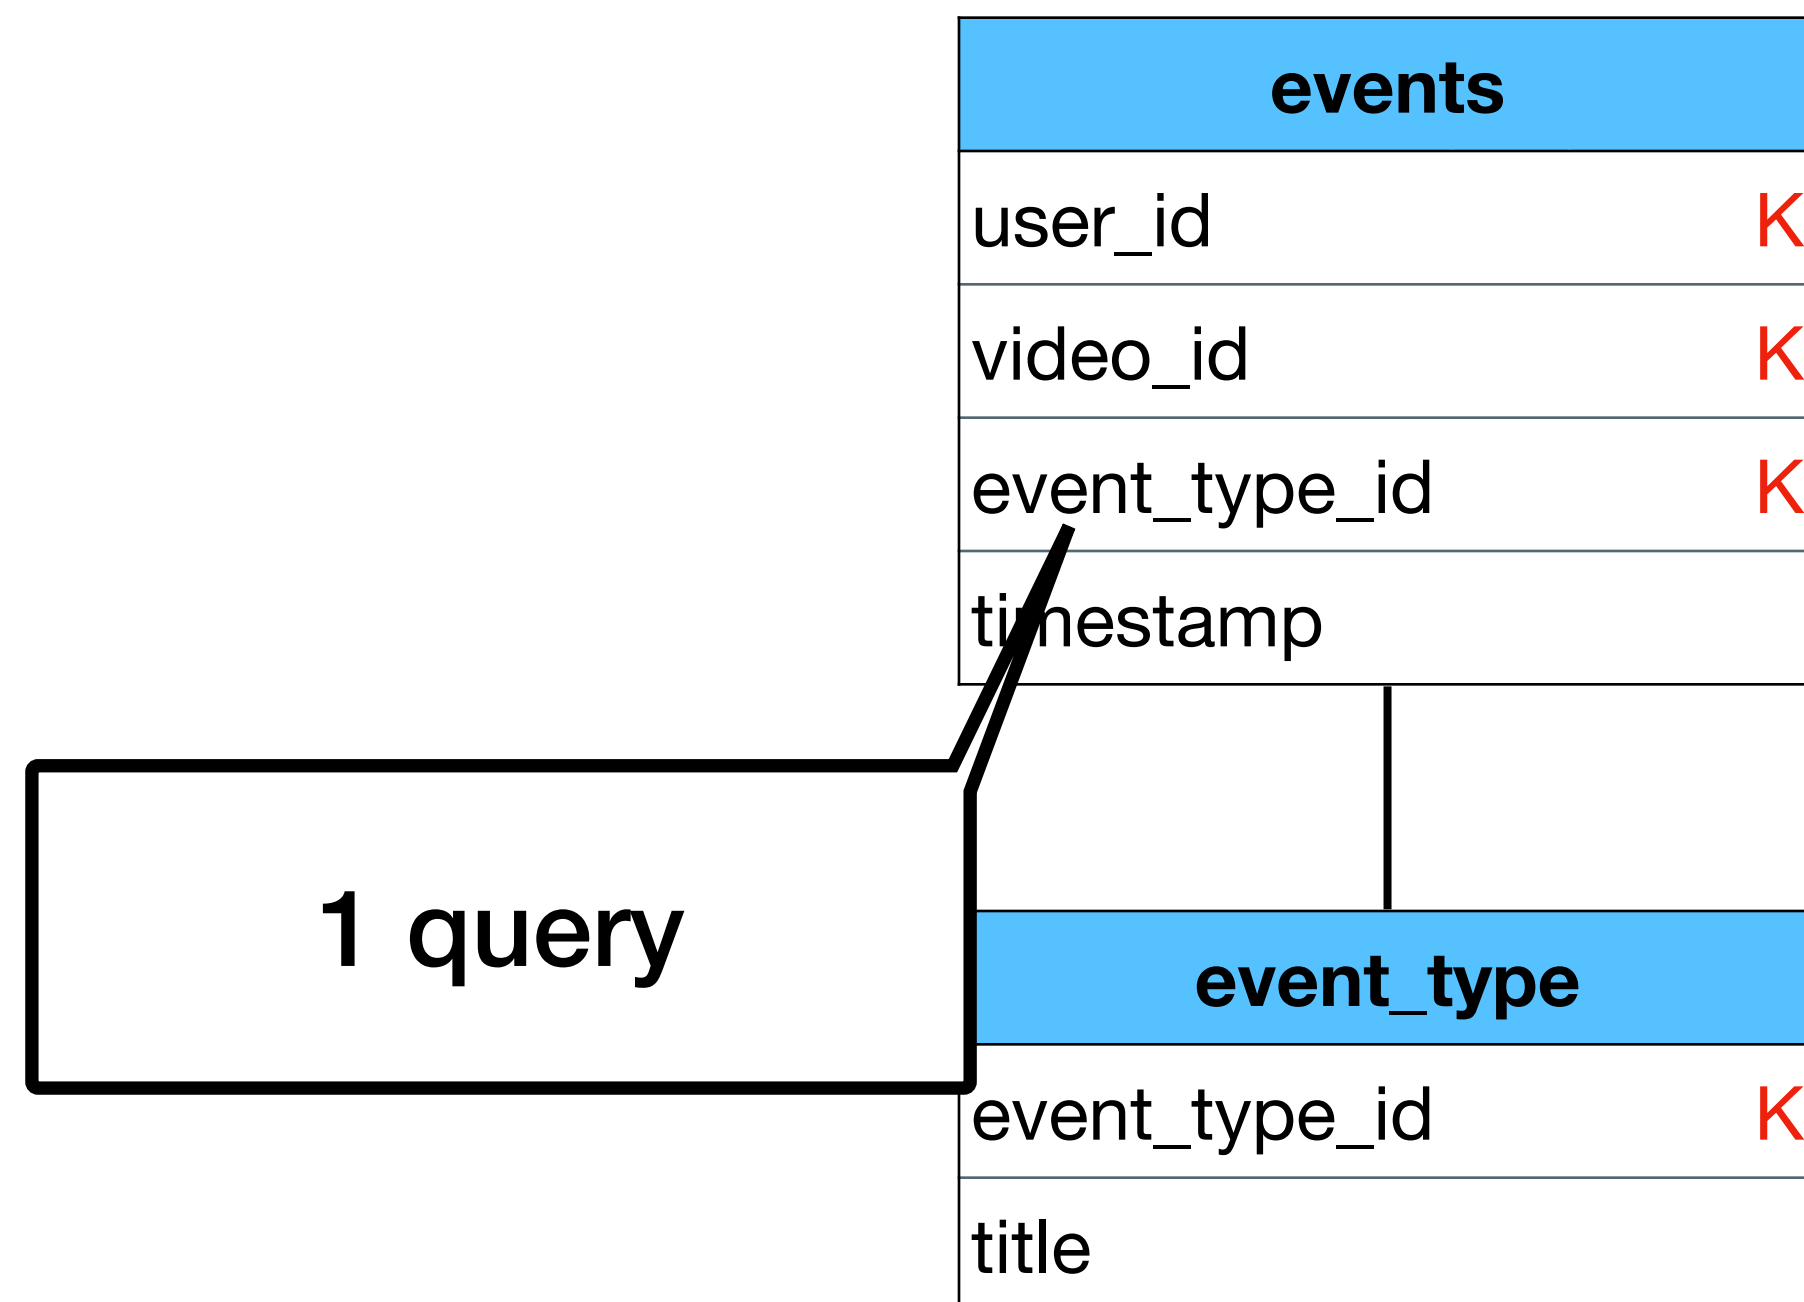 events
user_id K
video_id K
event_type_id K
timestamp
1 query
event_type
event_type_id K
title